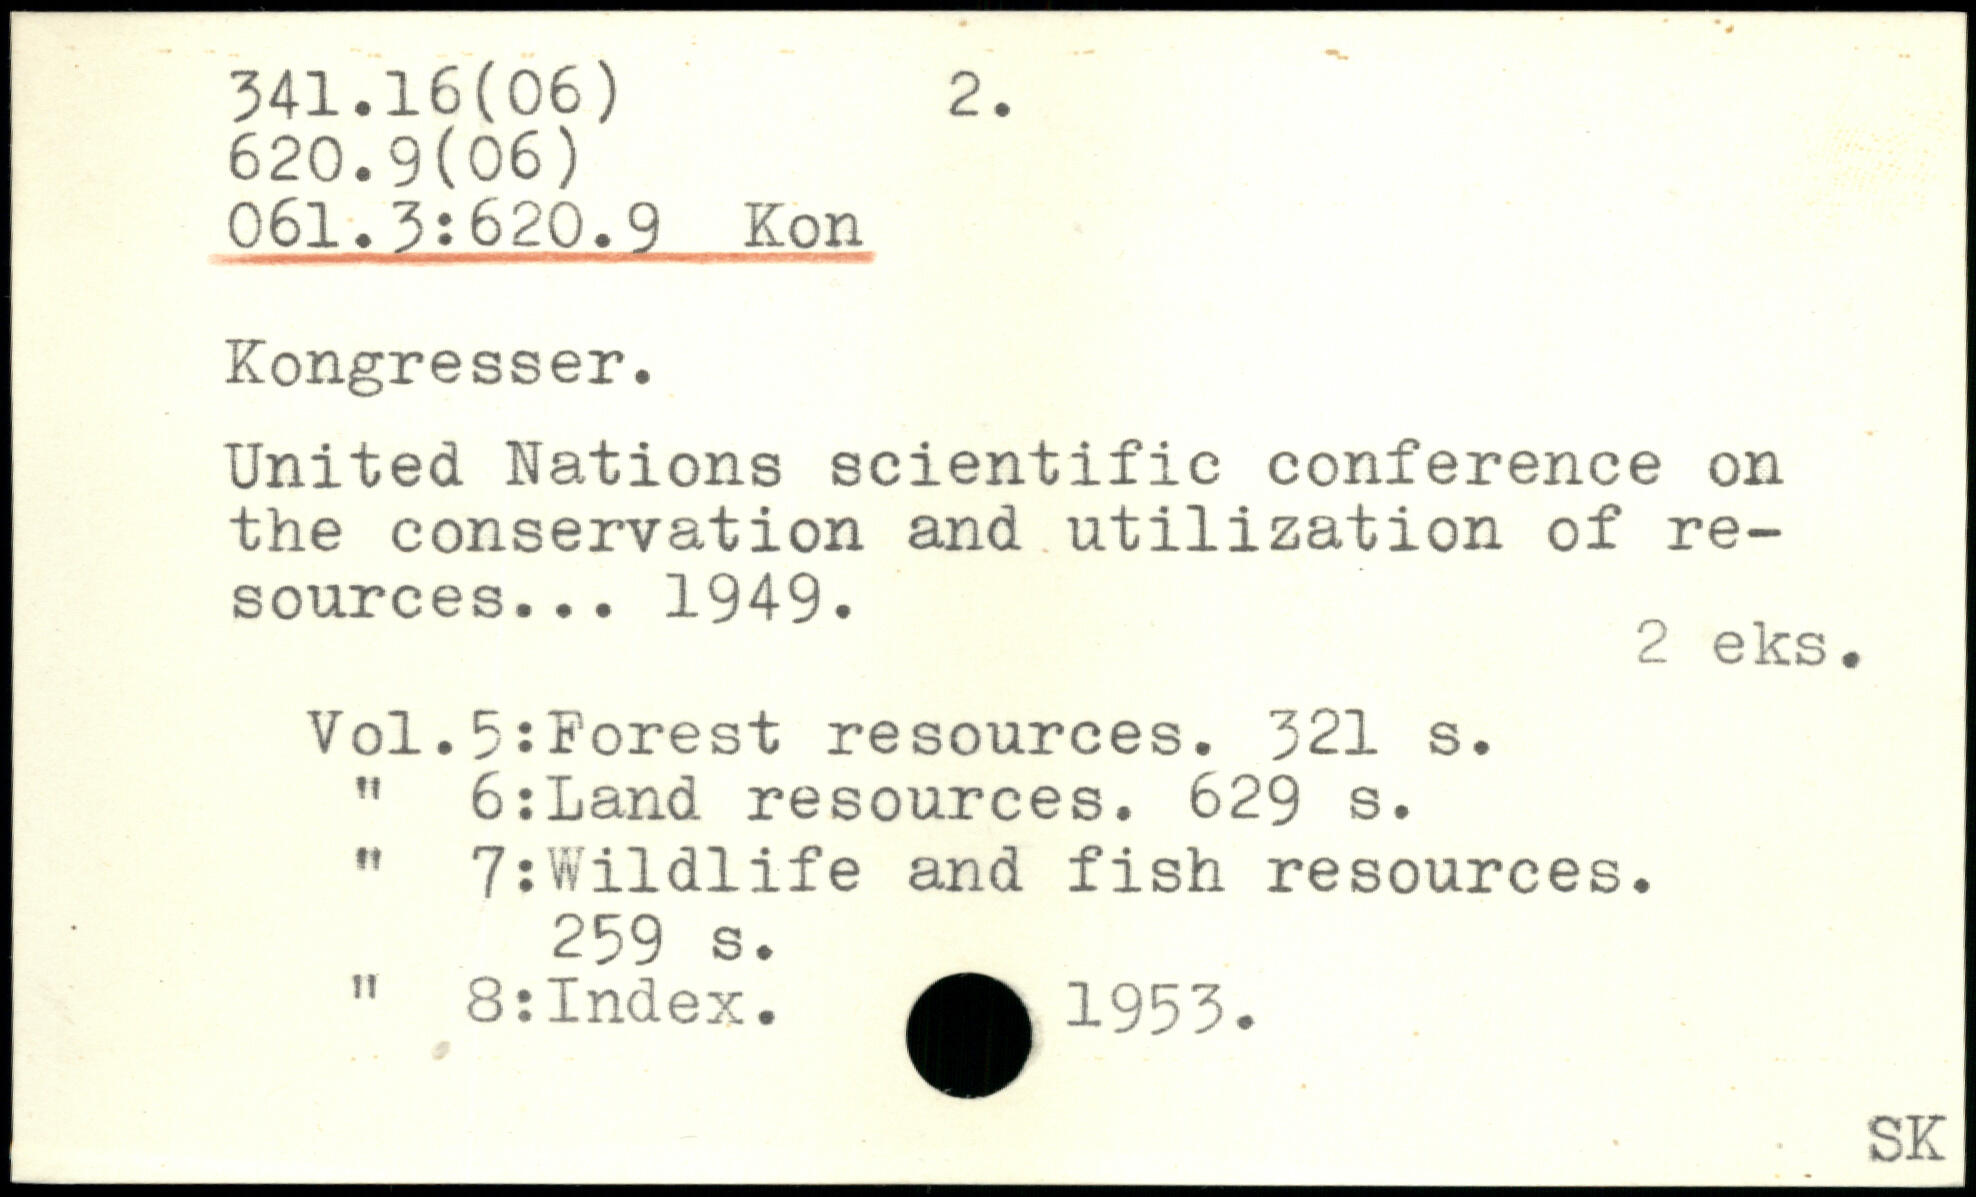 341.16(06) 2.
620.9(06)
061.3:620.9 Kon
Kongresser.
United Nations scientific conference on
the conservation and utilization of re-
sources... 1949.
2 eks.
Vol.5:Forest resources. 321 s.
" 6:Land resources. 629 s.
" 7:Wildlife and fish resources.
259 s.
" 8:Index. 1953.
SK